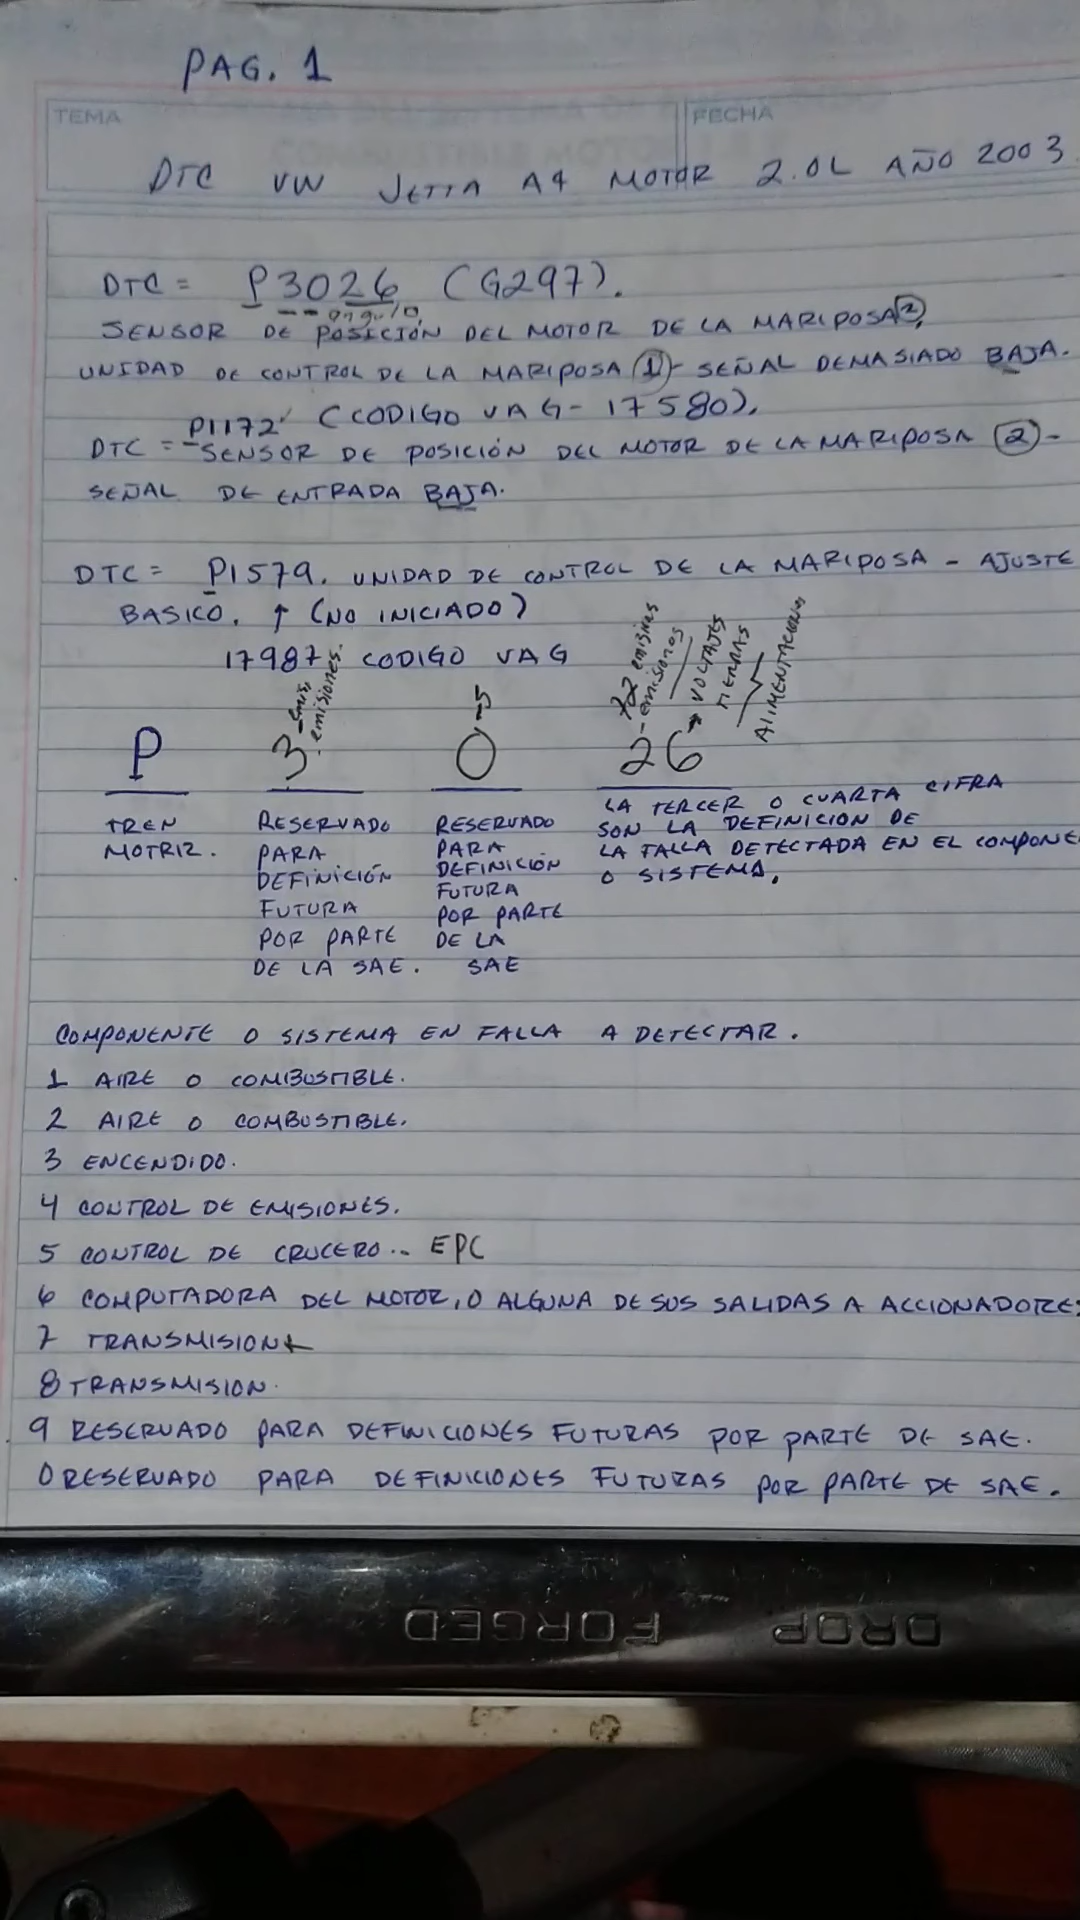 PAG. 1
TEMA
FECHA
DTC VW JETTA A4 MOTOR 2.0L AÑO 2003
DTC = P3026 (G297).
angulo
SENSOR DE POSICIÓN DEL MOTOR DE LA MARIPOSA 2,
UNIDAD DE CONTROL DE LA MARIPOSA (1)- SEÑAL DEMASIADO BAJA.
P1172 (CODIGO VAG- 17580).
DTC = SENSOR DE POSICIÓN DEL MOTOR DE LA MARIPOSA (2)-
SEÑAL DE ENTRADA BAJA.
DTC = P1579. UNIDAD DE CONTROL DE LA MARIPOSA - AJUSTE
BASICO. ↑ (NO INICIADO)
17987 CODIGO VAG
P 3 0 26
-emisiones.
-5
emisiones
-emisiones
→ VOLTAJES
TIERRAS
ALIMENTACIONES
TREN
MOTRIZ.
RESERVADO
PARA
DEFINICIÓN
FUTURA
POR PARTE
DE LA SAE.
RESERVADO
PARA
DEFINICIÓN
FUTURA
POR PARTE
DE LA
SAE
LA TERCER O CUARTA CIFRA
SON LA DEFINICION DE
LA FALLA DETECTADA EN EL COMPONE
O SISTEMA.
COMPONENTE O SISTEMA EN FALLA A DETECTAR.
1 AIRE O COMBUSTIBLE.
2 AIRE O COMBUSTIBLE.
3 ENCENDIDO.
4 CONTROL DE EMISIONES.
5 CONTROL DE CRUCERO.. EPC
6 COMPUTADORA DEL MOTOR, O ALGUNA DE SUS SALIDAS A ACCIONADORES
7 TRANSMISION
8 TRANSMISION.
9 RESERVADO PARA DEFINICIONES FUTURAS POR PARTE DE SAE.
0 RESERVADO PARA DEFINICIONES FUTURAS POR PARTE DE SAE.
DROP FORGED